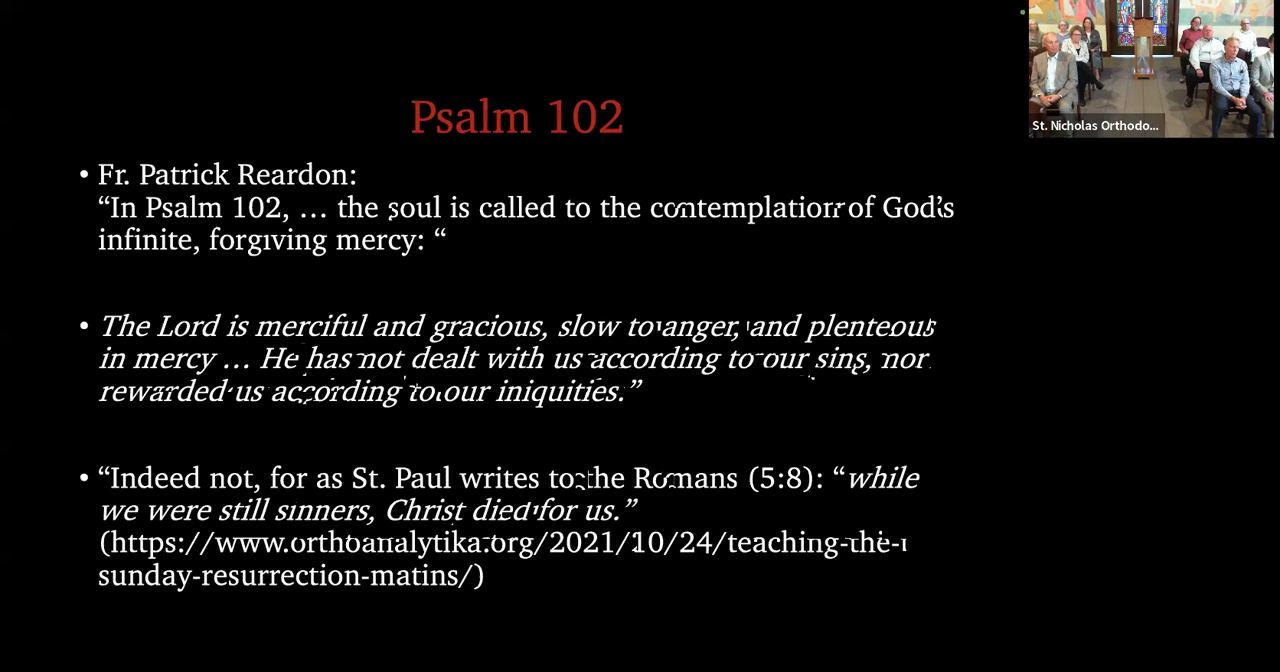 Psalm 102
• Fr. Patrick Reardon:
“In Psalm 102, … the soul is called to the contemplation of God’s
infinite, forgiving mercy: “
• The Lord is merciful and gracious, slow to anger, and plenteous
in mercy … He has not dealt with us according to our sins, nor
rewarded us according to our iniquities.”
• “Indeed not, for as St. Paul writes to the Romans (5:8): “while
we were still sinners, Christ died for us.”
(https://www.orthoanalytika.org/2021/10/24/teaching-the-
sunday-resurrection-matins/)
St. Nicholas Orthodo...